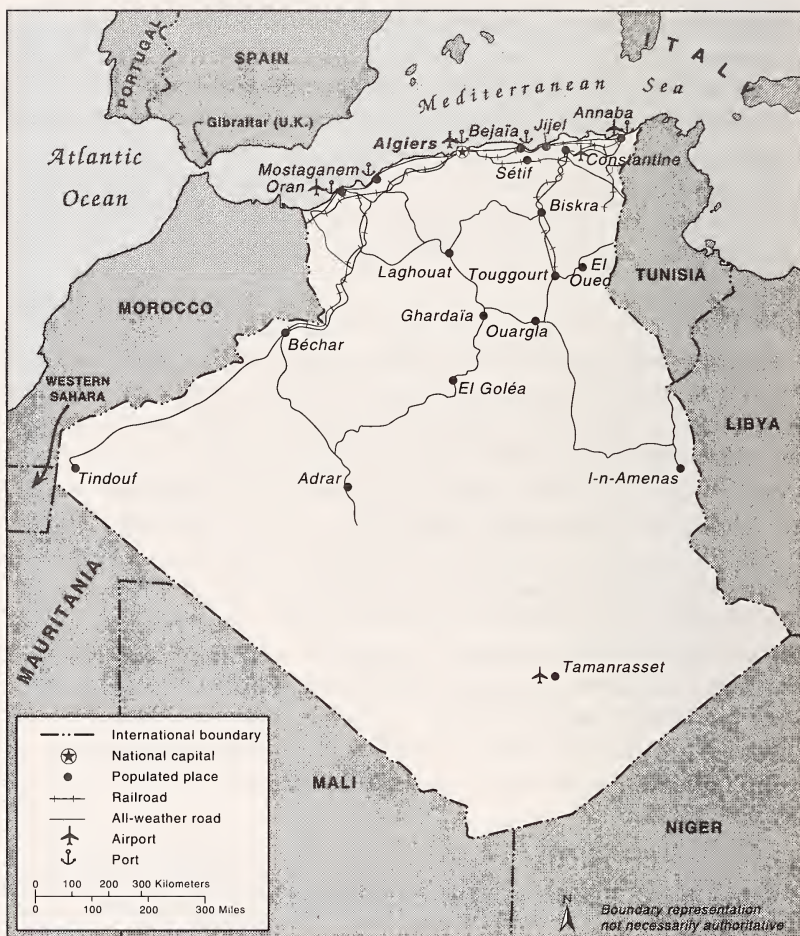 PORTUGAL
SPAIN
ITALY
Mediterranean Sea
Gibraltar (U.K.)
Atlantic
Ocean
Algiers
Bejaïa
Jijel
Annaba
Mostaganem
Oran
Sétif
Constantine
Biskra
Laghouat
Touggourt
El
Oued
TUNISIA
MOROCCO
Ghardaïa
Ouargla
Béchar
El Goléa
WESTERN
SAHARA
LIBYA
Tindouf
Adrar
I-n-Amenas
MAURITANIA
Tamanrasset
MALI
NIGER
International boundary
National capital
Populated place
Railroad
All-weather road
Airport
Port
0 100 200 300 Kilometers
0 100 200 300 Miles
N
Boundary representation
not necessarily authoritative